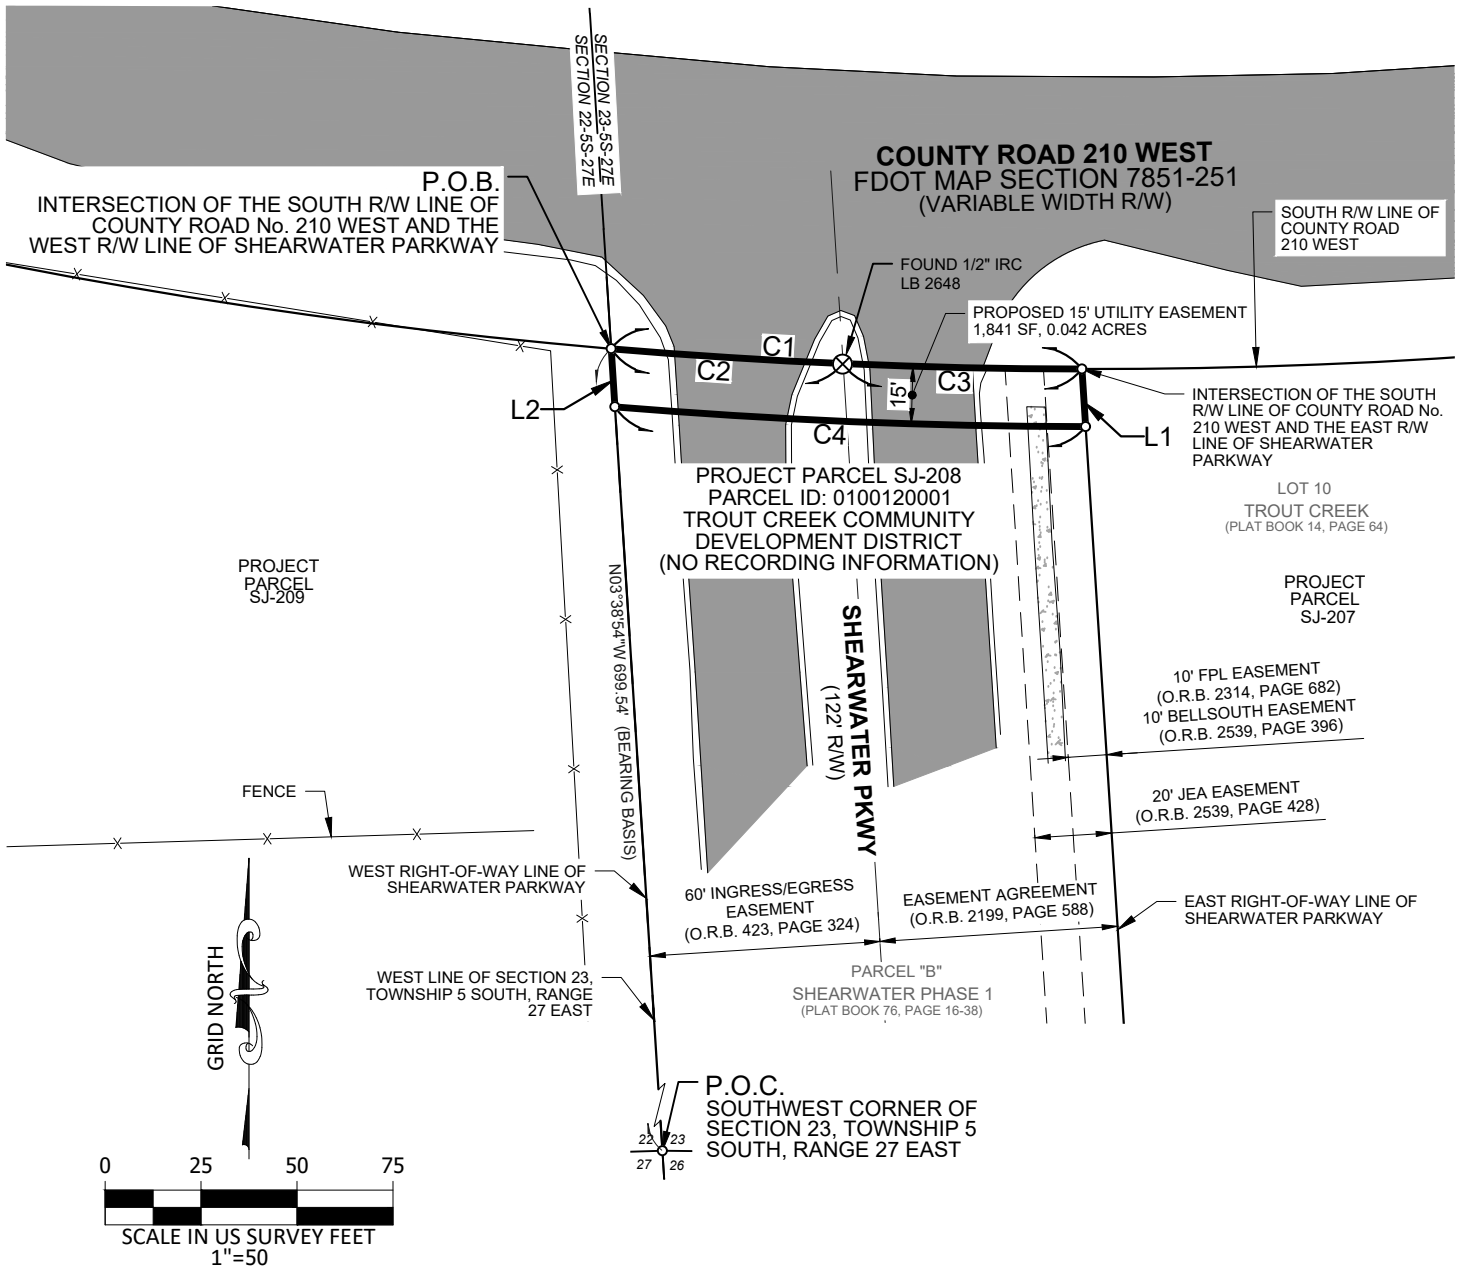 SECTION 23-5S-27E
SECTION 22-5S-27E
COUNTY ROAD 210 WEST
FDOT MAP SECTION 7851-251
(VARIABLE WIDTH R/W)
P.O.B.
INTERSECTION OF THE SOUTH R/W LINE OF
COUNTY ROAD No. 210 WEST AND THE
WEST R/W LINE OF SHEARWATER PARKWAY
SOUTH R/W LINE OF
COUNTY ROAD
210 WEST
FOUND 1/2" IRC
LB 2648
PROPOSED 15' UTILITY EASEMENT
1,841 SF, 0.042 ACRES
C1
C2
C3
15'
L2
C4
L1
INTERSECTION OF THE SOUTH
R/W LINE OF COUNTY ROAD No.
210 WEST AND THE EAST R/W
LINE OF SHEARWATER
PARKWAY
PROJECT PARCEL SJ-208
PARCEL ID: 0100120001
TROUT CREEK COMMUNITY
DEVELOPMENT DISTRICT
(NO RECORDING INFORMATION)
LOT 10
TROUT CREEK
(PLAT BOOK 14, PAGE 64)
PROJECT
PARCEL
SJ-209
PROJECT
PARCEL
SJ-207
N03°38'54"W 699.54' (BEARING BASIS)
SHEARWATER PKWY
(122' R/W)
10' FPL EASEMENT
(O.R.B. 2314, PAGE 682)
10' BELLSOUTH EASEMENT
(O.R.B. 2539, PAGE 396)
20' JEA EASEMENT
(O.R.B. 2539, PAGE 428)
FENCE
WEST RIGHT-OF-WAY LINE OF
SHEARWATER PARKWAY
60' INGRESS/EGRESS
EASEMENT
(O.R.B. 423, PAGE 324)
EASEMENT AGREEMENT
(O.R.B. 2199, PAGE 588)
EAST RIGHT-OF-WAY LINE OF
SHEARWATER PARKWAY
WEST LINE OF SECTION 23,
TOWNSHIP 5 SOUTH, RANGE
27 EAST
PARCEL "B"
SHEARWATER PHASE 1
(PLAT BOOK 76, PAGE 16-38)
GRID NORTH
P.O.C.
SOUTHWEST CORNER OF
SECTION 23, TOWNSHIP 5
SOUTH, RANGE 27 EAST
22 23
27 26
0 25 50 75
SCALE IN US SURVEY FEET
1"=50